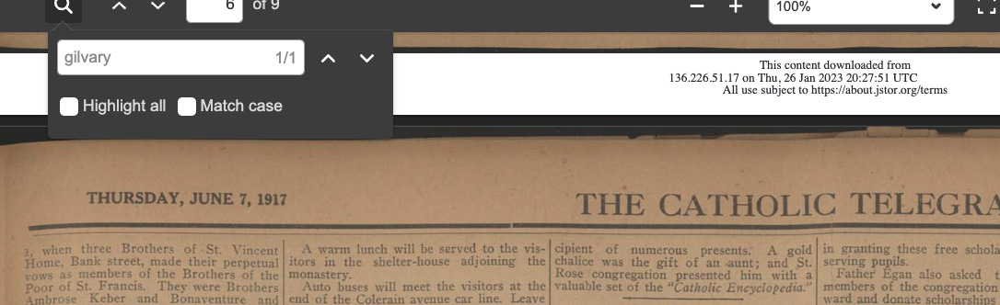 6 of 9
100%
gilvary 1/1
Highlight all Match case
This content downloaded from
136.226.51.17 on Thu, 26 Jan 2023 20:27:51 UTC
All use subject to https://about.jstor.org/terms
THURSDAY, JUNE 7, 1917
THE CATHOLIC TELEGRA
1, when three Brothers of St. Vincent
Home, Bank street, made their perpetual
vows as members of the Brothers of the
Poor of St. Francis. They were Brothers
Ambrose Keber and Bonaventure and
A warm lunch will be served to the vis-
itors in the shelter-house adjoining the
monastery.
Auto buses will meet the visitors at the
end of the Colerain avenue car line. Leave
cipient of numerous presents. A gold
chalice was the gift of an aunt; and St.
Rose congregation presented him with a
valuable set of the "Catholic Encyclopedia."
in granting these free schola
serving pupils.
Father Egan also asked t
members of the congregation
ward and donate scholarship